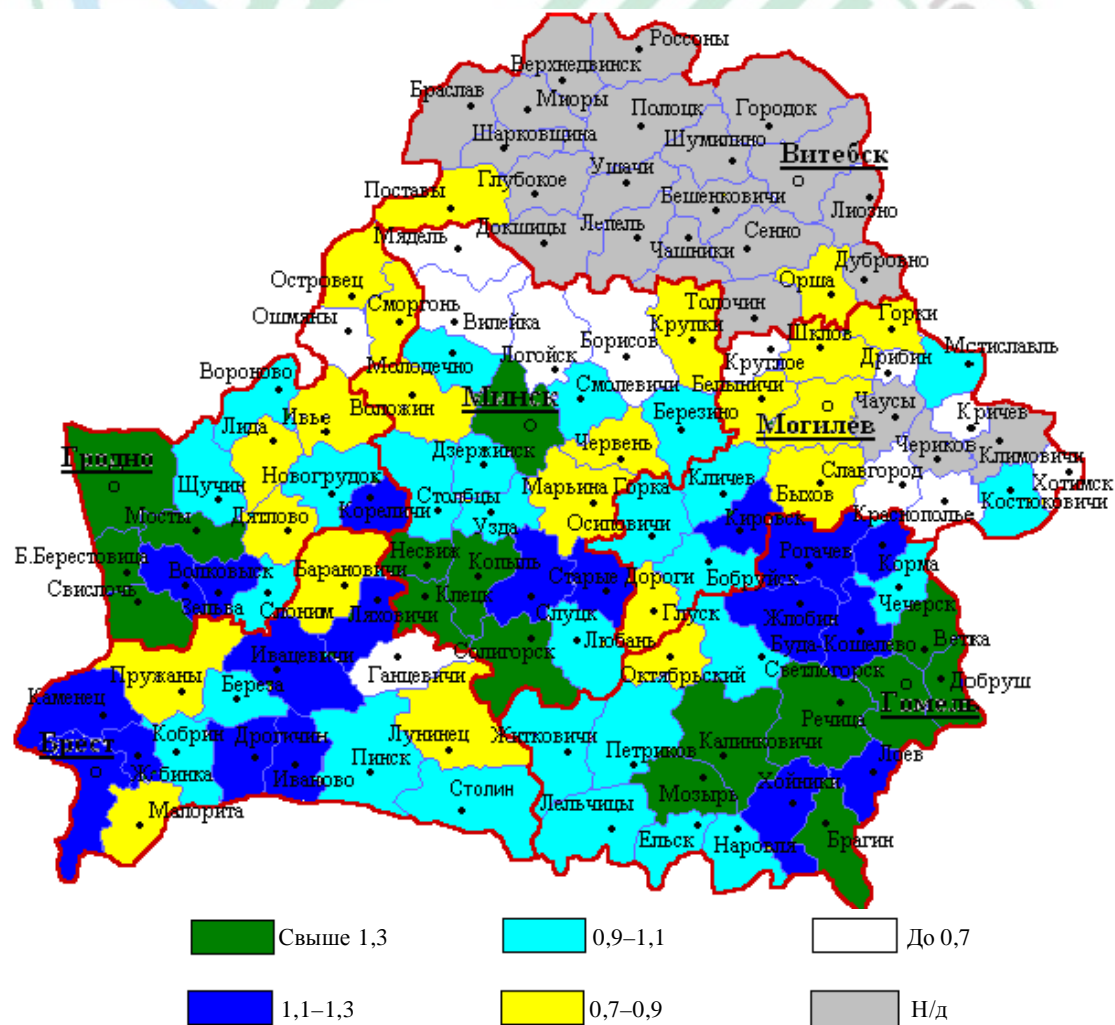 Россоны
Верхнедвинск
Браслав
Миоры
Полоцк
Городок
Шарковщина
Шумилино
Витебск
Поставы
Глубокое
Ушачи
Бешенковичи
Лиозно
Докшицы
Лепель
Чашники
Сенно
Мядель
Дубровно
Островец
Орша
Сморгонь
Толочин
Ошмяны
Вилейка
Крупки
Горки
Борисов
Шклов
Молодечно
Логойск
Круглое
Дрибин
Мстиславль
Вороново
Смолевичи
Белыничи
Воложин
Минск
Чаусы
Лида
Ивье
Березино
Могилёв
Кричев
Червень
Чериков
Климовичи
Гродно
Дзержинск
Славгород
Хотимск
Щучин
Новогрудок
Марьина Горка
Кличев
Быхов
Костюковичи
Столбцы
Мосты
Дятлово
Кореличи
Узда
Осиповичи
Кировск
Краснополье
Б.Берестовица
Несвиж
Рогачев
Свислочь
Волковыск
Барановичи
Копыль
Старые Дороги
Бобруйск
Корма
Зельва
Слоним
Ляховичи
Клецк
Слуцк
Глуск
Жлобин
Чечерск
Ивацевичи
Любань
Буда-Кошелево
Ветка
Пружаны
Солигорск
Октябрьский
Светлогорск
Ганцевичи
Береза
Добруш
Каменец
Гомель
Кобрин
Дрогичин
Лунинец
Житковичи
Речица
Брест
Петриков
Калинковичи
Жабинка
Иваново
Пинск
Лоев
Хойники
Малорита
Столин
Лельчицы
Мозырь
Ельск
Наровля
Брагин
Свыше 1,3
0,9–1,1
До 0,7
1,1–1,3
0,7–0,9
Н/д